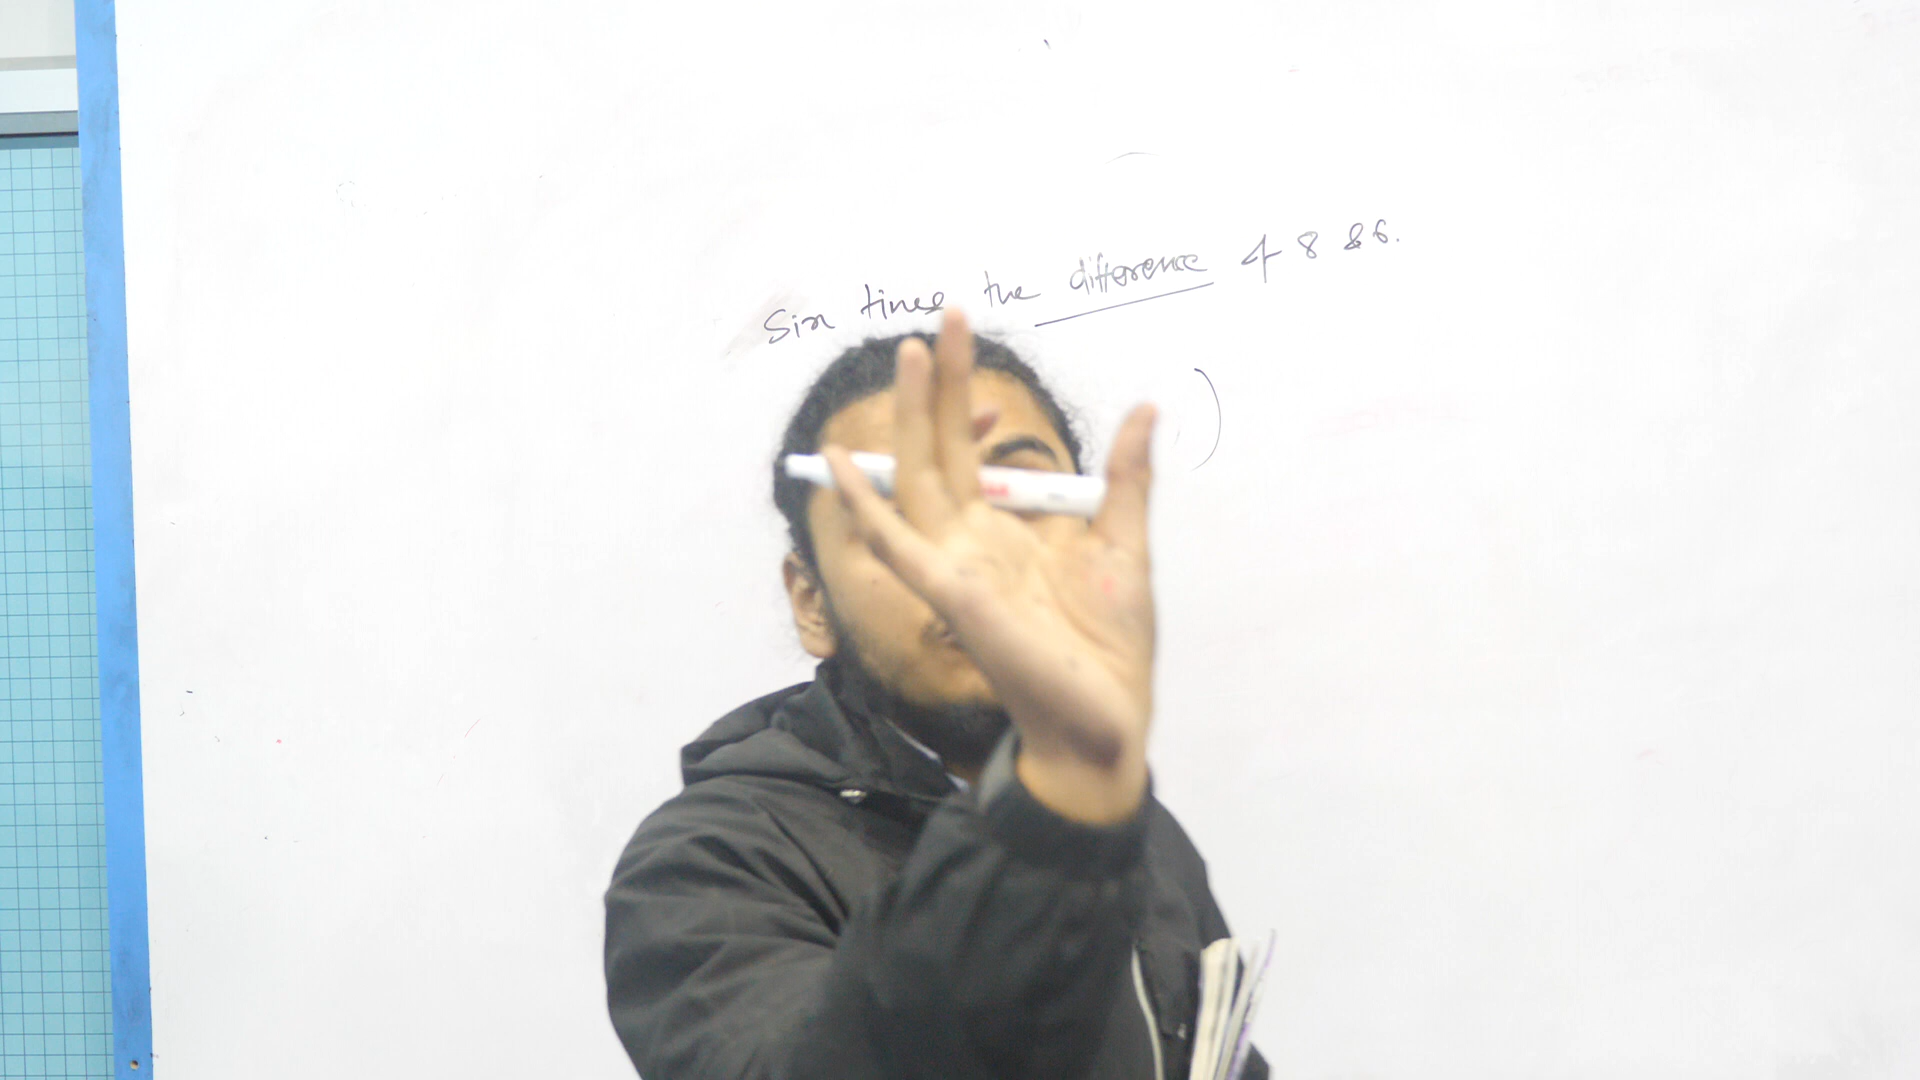 Six times the difference of 8 & 6.
)